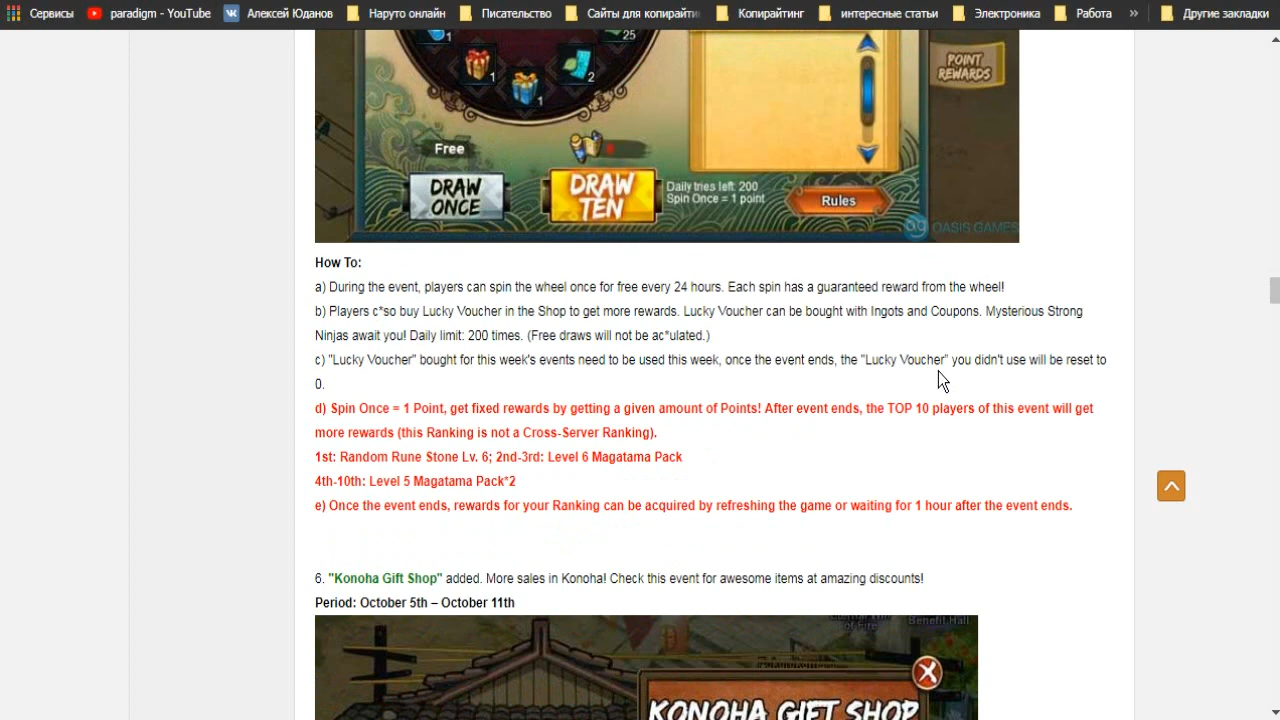 Сервисы paradigm - YouTube Алексей Юданов Наруто онлайн Писательство Сайты для копирайти Копирайтинг интересные статьи Электроника Работа » Другие закладки
1 25
1 2
1
POINT
REWARDS
Free
DRAW
ONCE
DRAW
TEN
Daily tries left: 200
Spin Once = 1 point
Rules
OASIS GAMES
How To:
a) During the event, players can spin the wheel once for free every 24 hours. Each spin has a guaranteed reward from the wheel!
b) Players c*so buy Lucky Voucher in the Shop to get more rewards. Lucky Voucher can be bought with Ingots and Coupons. Mysterious Strong
Ninjas await you! Daily limit: 200 times. (Free draws will not be ac*ulated.)
c) "Lucky Voucher" bought for this week's events need to be used this week, once the event ends, the "Lucky Voucher" you didn't use will be reset to
0.
d) Spin Once = 1 Point, get fixed rewards by getting a given amount of Points! After event ends, the TOP 10 players of this event will get
more rewards (this Ranking is not a Cross-Server Ranking).
1st: Random Rune Stone Lv. 6; 2nd-3rd: Level 6 Magatama Pack
4th-10th: Level 5 Magatama Pack*2
e) Once the event ends, rewards for your Ranking can be acquired by refreshing the game or waiting for 1 hour after the event ends.
6. "Konoha Gift Shop" added. More sales in Konoha! Check this event for awesome items at amazing discounts!
Period: October 5th – October 11th
of Fire
Benefit Hall
KONOHA GIFT SHOP